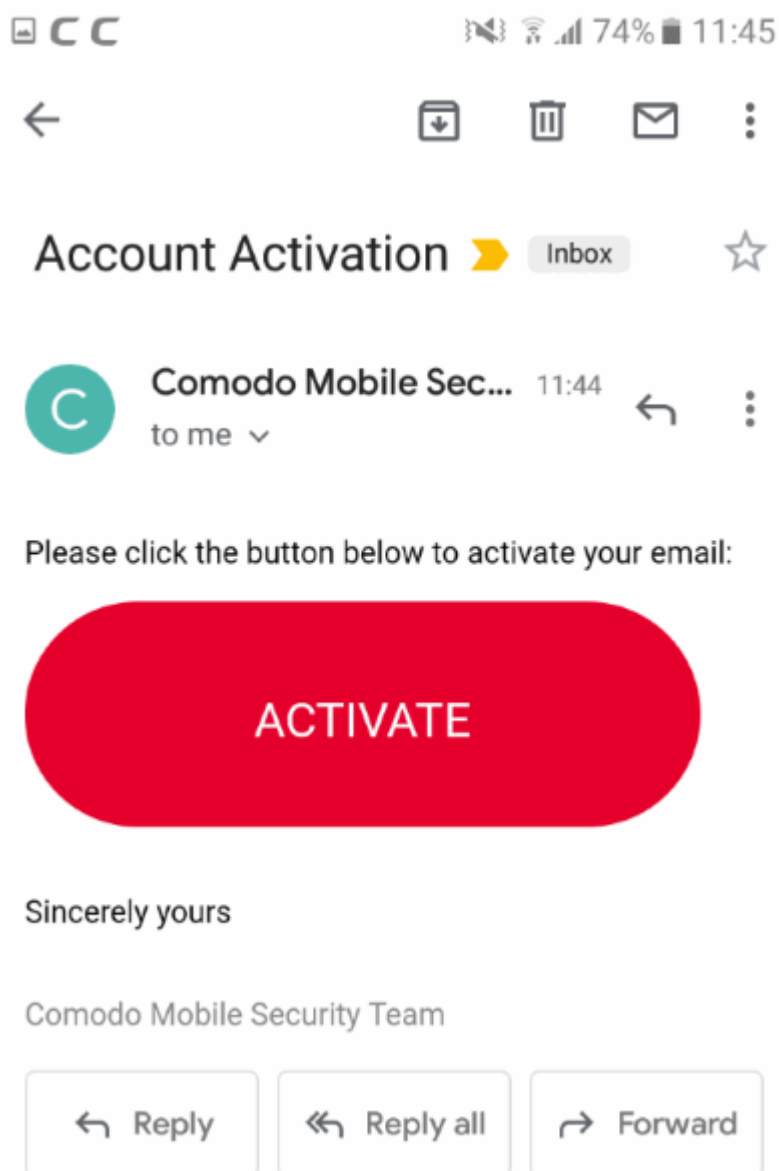 74% 11:45
Account Activation Inbox
C Comodo Mobile Sec... 11:44
to me
Please click the button below to activate your email:
ACTIVATE
Sincerely yours
Comodo Mobile Security Team
Reply Reply all Forward